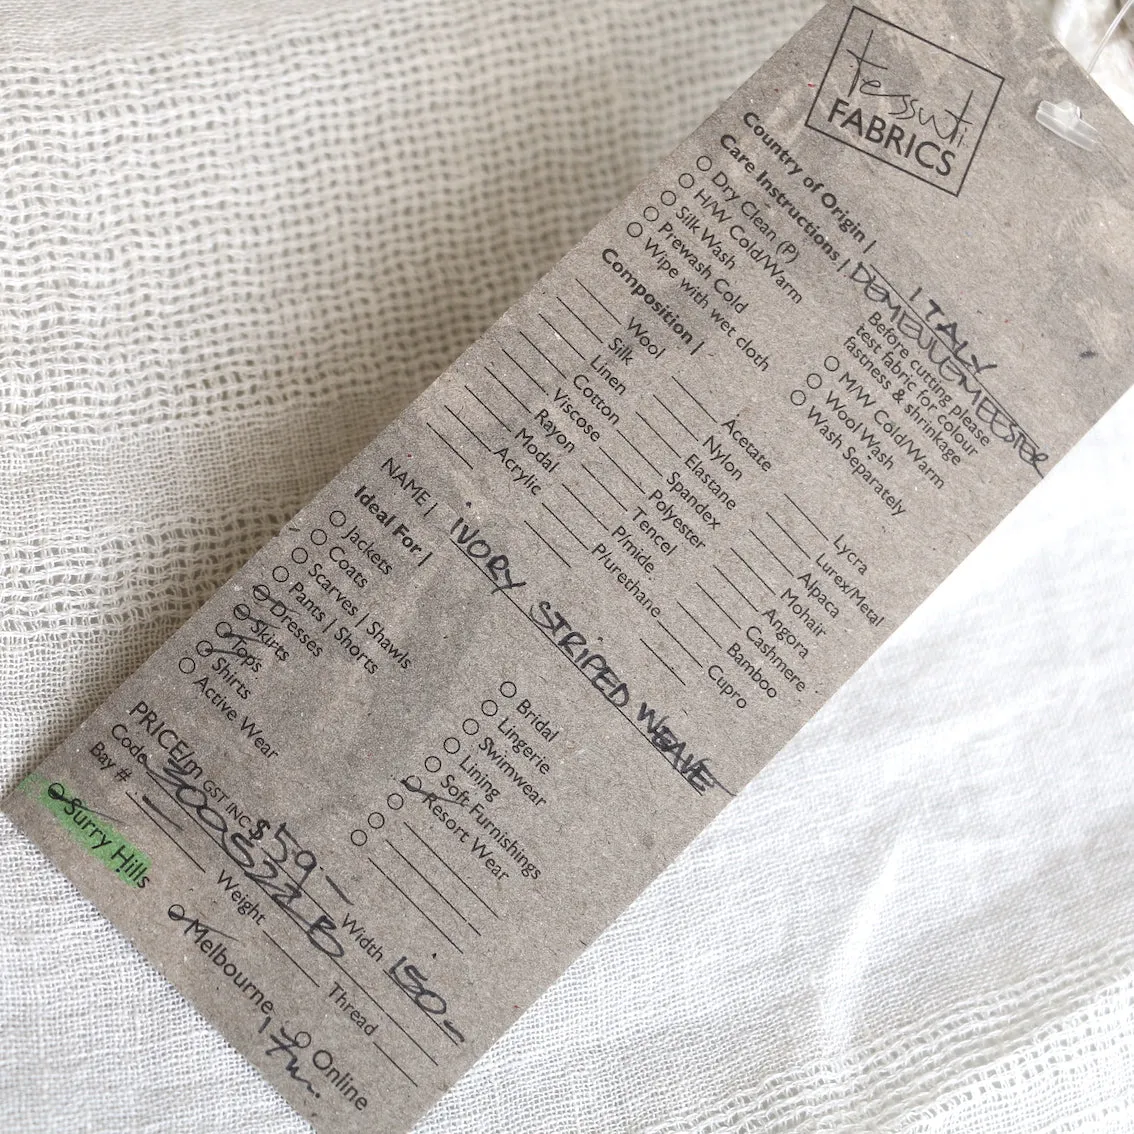 tessuti
FABRICS
Country of Origin | ITALY
DEMEULEMEESTER
Care Instructions | Before cutting please
test fabric for colour
fastness & shrinkage
Dry Clean (P)
H/W Cold/Warm
Silk Wash
Prewash Cold
Wipe with wet cloth
M/W Cold/Warm
Wool Wash
Wash Separately
Composition |
Wool
Silk
Linen
Cotton
Viscose
Rayon
Modal
Acrylic
Acetate
Nylon
Elastane
Spandex
Polyester
Tencel
P/mide
P/urethane
Lycra
Lurex/Metal
Alpaca
Mohair
Angora
Cashmere
Bamboo
Cupro
NAME | IVORY STRIPED WEAVE
Ideal For |
Jackets
Coats
Scarves | Shawls
Pants | Shorts
Dresses
Skirts
Tops
Shirts
Active Wear
Bridal
Lingerie
Swimwear
Lining
Soft Furnishings
Resort Wear
PRICE/m GST INC $59- Width 150-
Code
Bay # Weight Thread
Surry Hills Melbourne Online